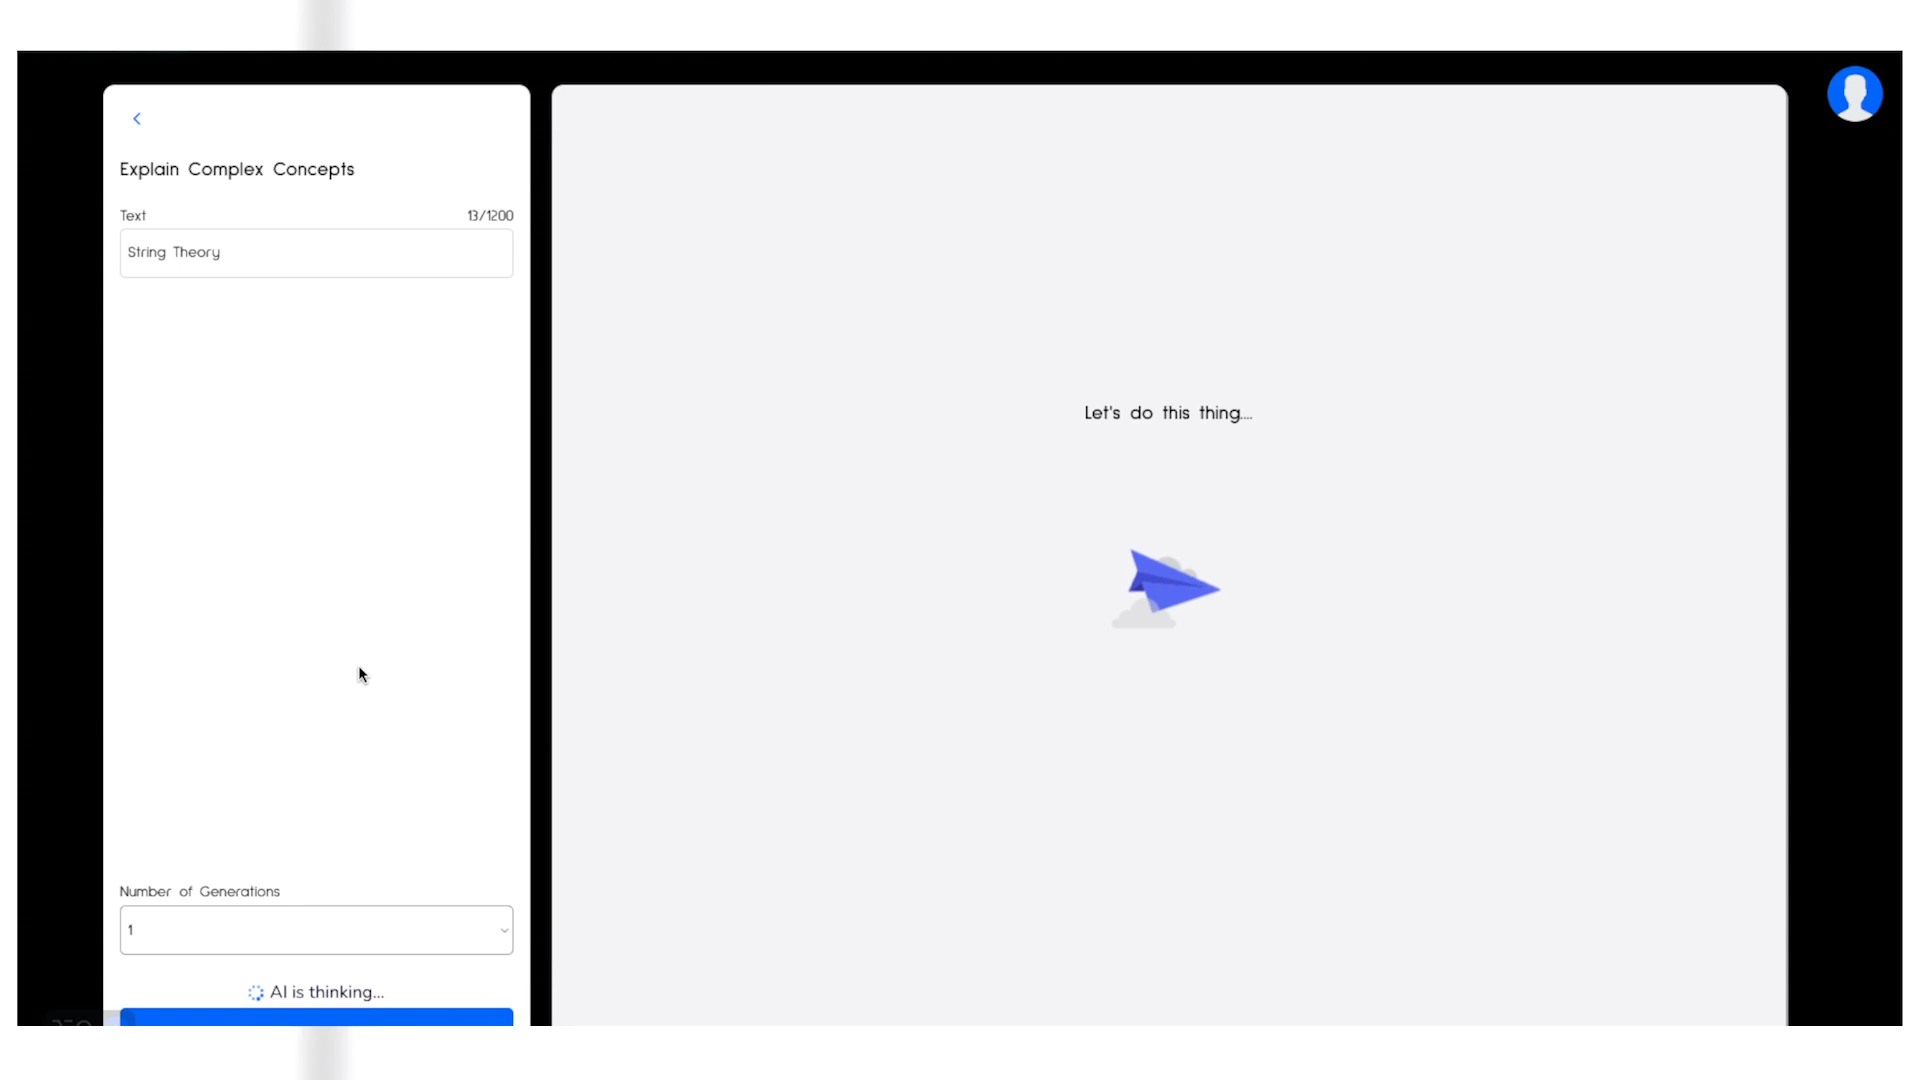 Explain Complex Concepts
Text 13/1200
String Theory
Let's do this thing....
Number of Generations
1
AI is thinking...